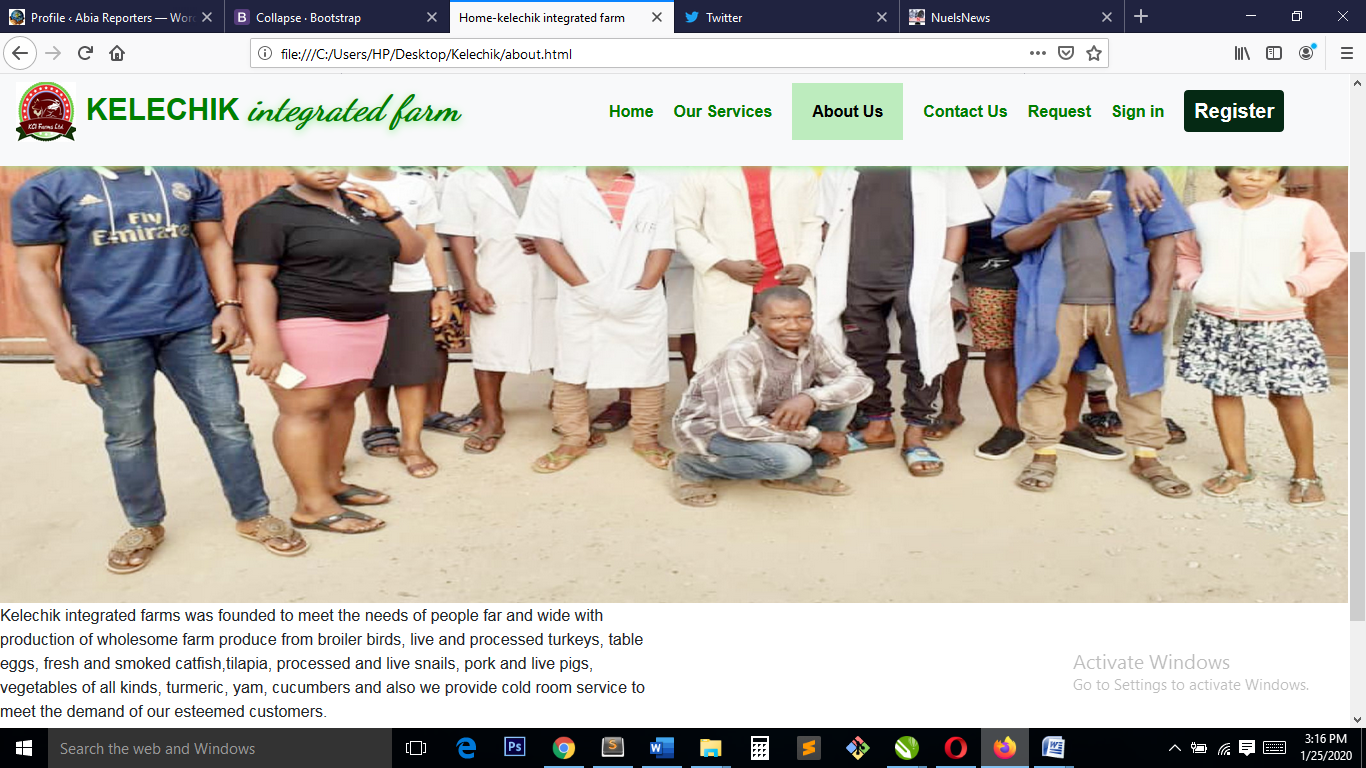 Profile ‹ Abia Reporters — Wor
Collapse · Bootstrap
Home-kelechik integrated farm
Twitter
NuelsNews
file:///C:/Users/HP/Desktop/Kelechik/about.html
KCI Farms Ltd
KELECHIK integrated farm
Home
Our Services
About Us
Contact Us
Request
Sign in
Register
Fly
Emirate
KIF
Kelechik integrated farms was founded to meet the needs of people far and wide with
production of wholesome farm produce from broiler birds, live and processed turkeys, table
eggs, fresh and smoked catfish,tilapia, processed and live snails, pork and live pigs,
vegetables of all kinds, turmeric, yam, cucumbers and also we provide cold room service to
meet the demand of our esteemed customers.
Activate Windows
Go to Settings to activate Windows.
Search the web and Windows
Ps
3:16 PM
1/25/2020